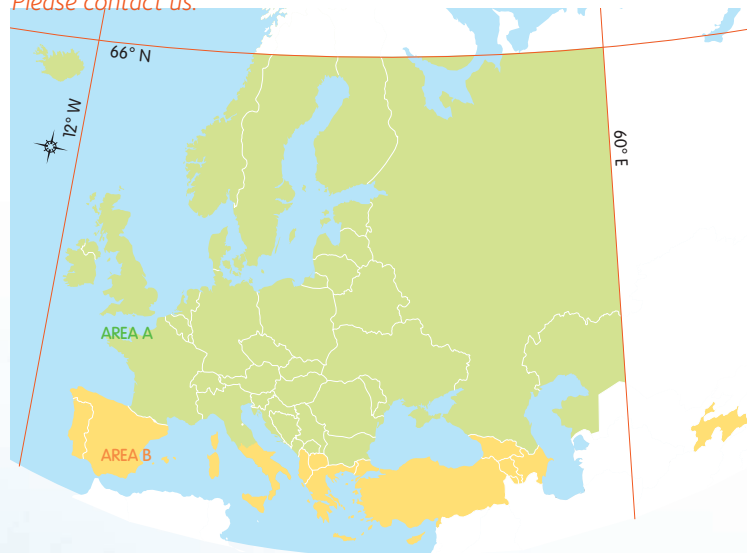 Please contact us.
66° N
12° W
60° E
AREA A
AREA B